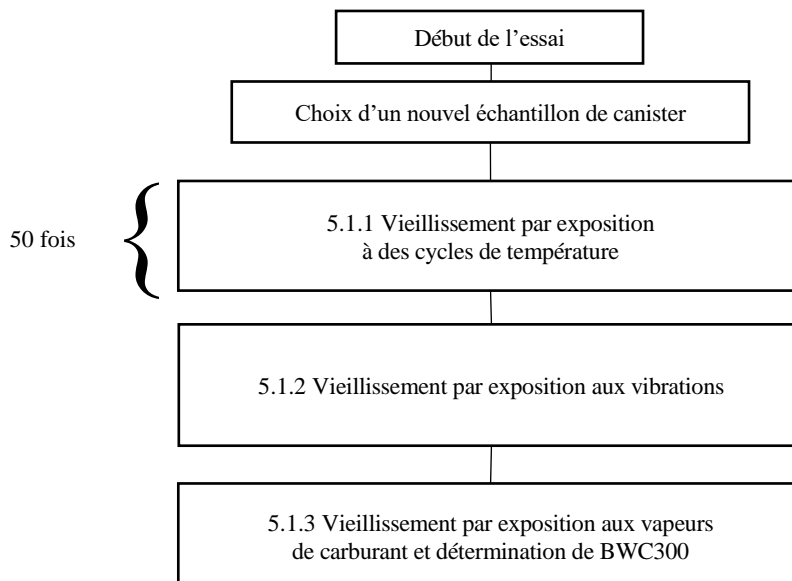 Début de l’essai
Choix d’un nouvel échantillon de canister
50 fois
5.1.1 Vieillissement par exposition
à des cycles de température
5.1.2 Vieillissement par exposition aux vibrations
5.1.3 Vieillissement par exposition aux vapeurs
de carburant et détermination de BWC300